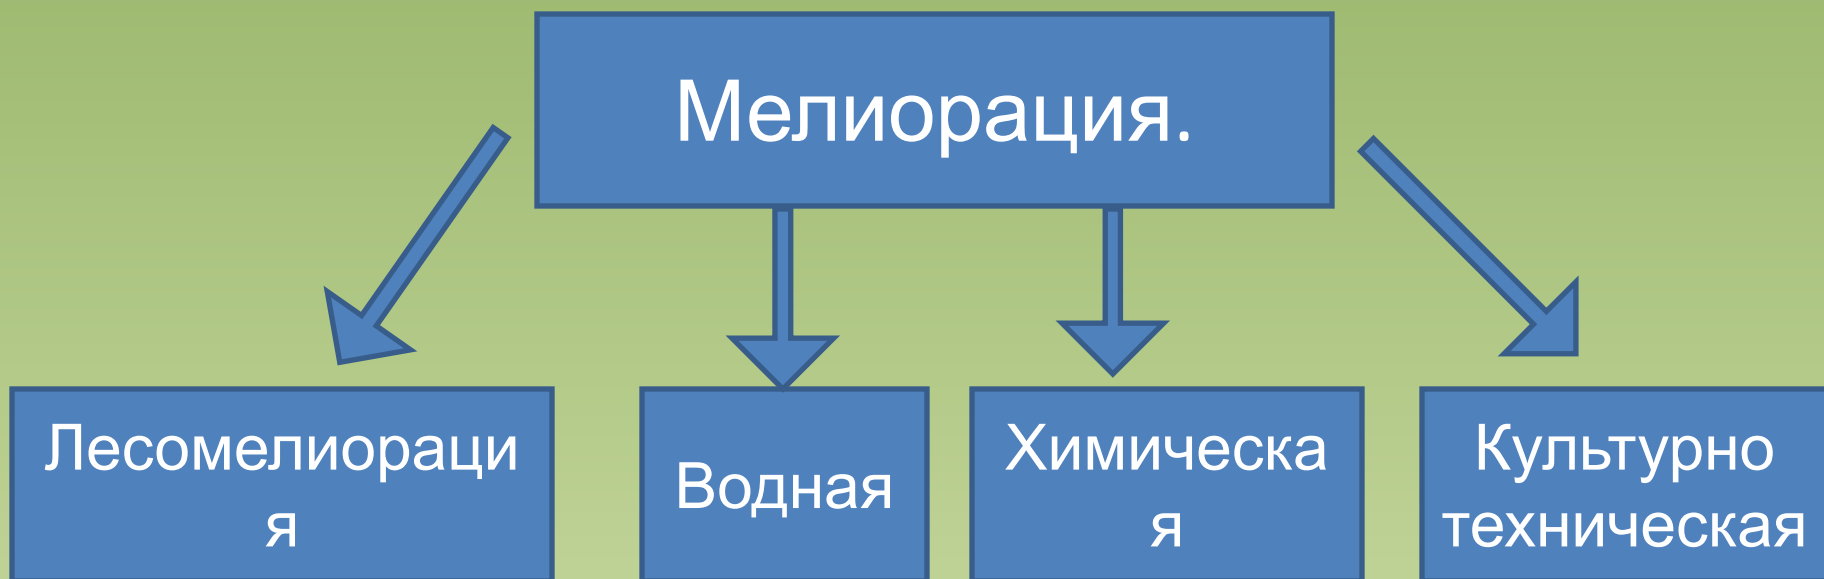 Мелиорация.
Лесомелиораци
я
Водная
Химическа
я
Культурно
техническая